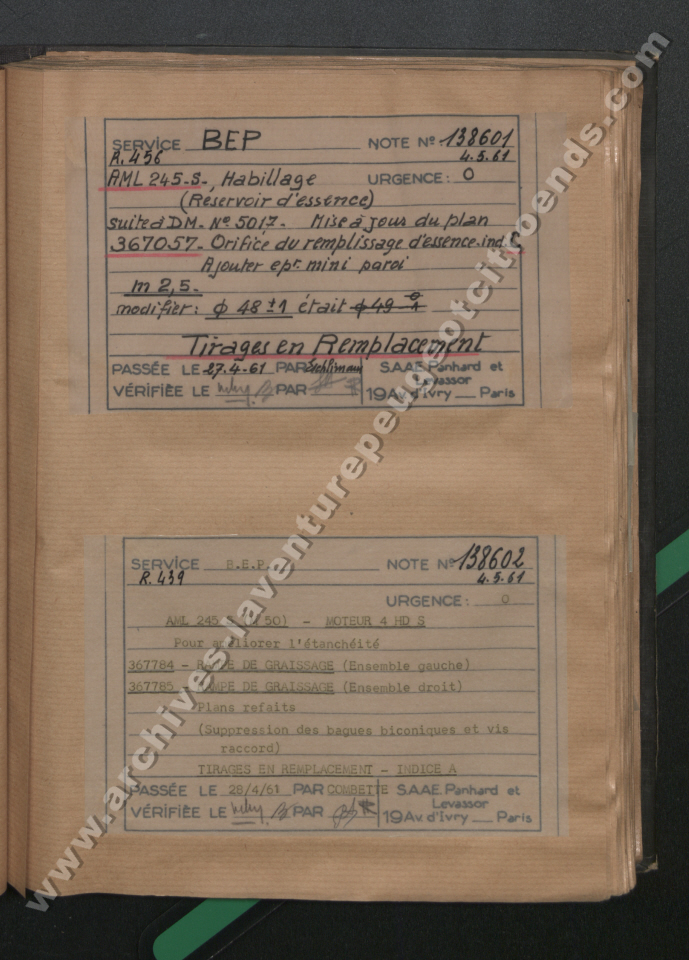 SERVICE BEP NOTE Nº 138601
R.456 4.5.61
AML 245-S-, Habillage URGENCE: 0
(Reservoir d'essence)
suite à DM- Nº 5017- Mise à jour du plan
367057- Orifice du remplissage d'essence-ind C
Ajouter epr mini paroi
m 2,5-
modifier: φ 48 ±1 était φ 49
Tirages en Remplacement
PASSÉE LE 27.4-61 PAR S.A.A.E. Panhard et
Levassor
VÉRIFIÉE LE PAR 19 Av. d'Ivry __ Paris
SERVICE B.E.P. NOTE Nº 138602
R.439 4.5.61
URGENCE: 0
AML 245 50) - MOTEUR 4 HD S
Pour améliorer l'étanchéité
367784 - RAMPE DE GRAISSAGE (Ensemble gauche)
367785 - RAMPE DE GRAISSAGE (Ensemble droit)
Plans refaits
(Suppression des bagues biconiques et vis
raccord)
TIRAGES EN REMPLACEMENT - INDICE A
PASSÉE LE 28/4/61 PAR COMBETTE S.A.A.E. Panhard et
Levassor
VÉRIFIÉE LE PAR 19 Av. d'Ivry __ Paris
www.archives-laventurepeugeotcitroends.com